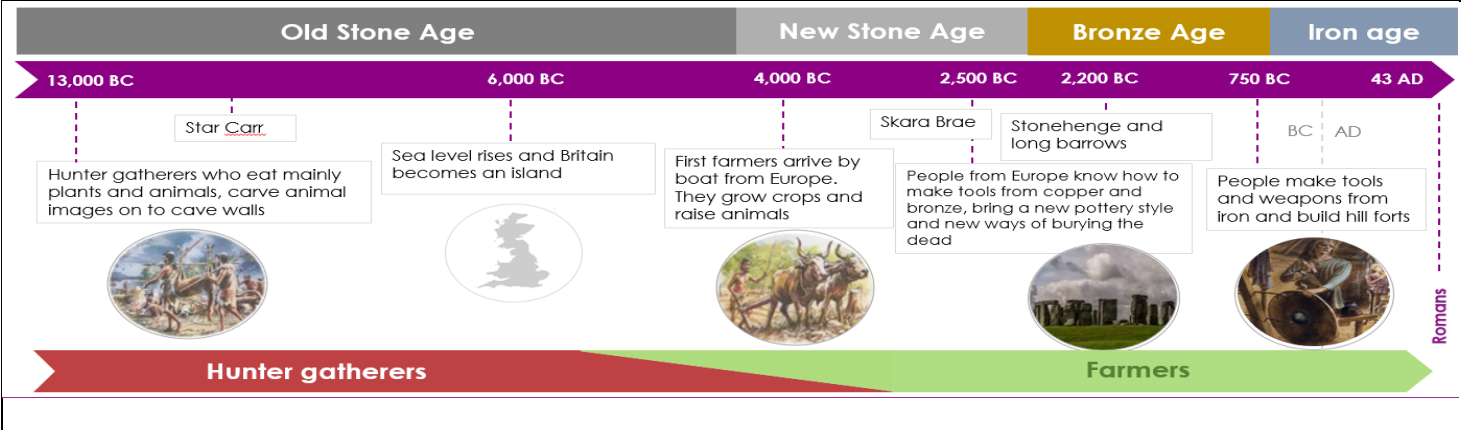 Old Stone Age
New Stone Age
Bronze Age
Iron age
13,000 BC
6,000 BC
4,000 BC
2,500 BC
2,200 BC
750 BC
43 AD
Star Carr
Hunter gatherers who eat mainly
plants and animals, carve animal
images on to cave walls
Sea level rises and Britain
becomes an island
First farmers arrive by
boat from Europe.
They grow crops and
raise animals
Skara Brae
People from Europe know how to
make tools from copper and
bronze, bring a new pottery style
and new ways of burying the
dead
Stonehenge and
long barrows
BC
AD
People make tools
and weapons from
iron and build hill forts
Romans
Hunter gatherers
Farmers